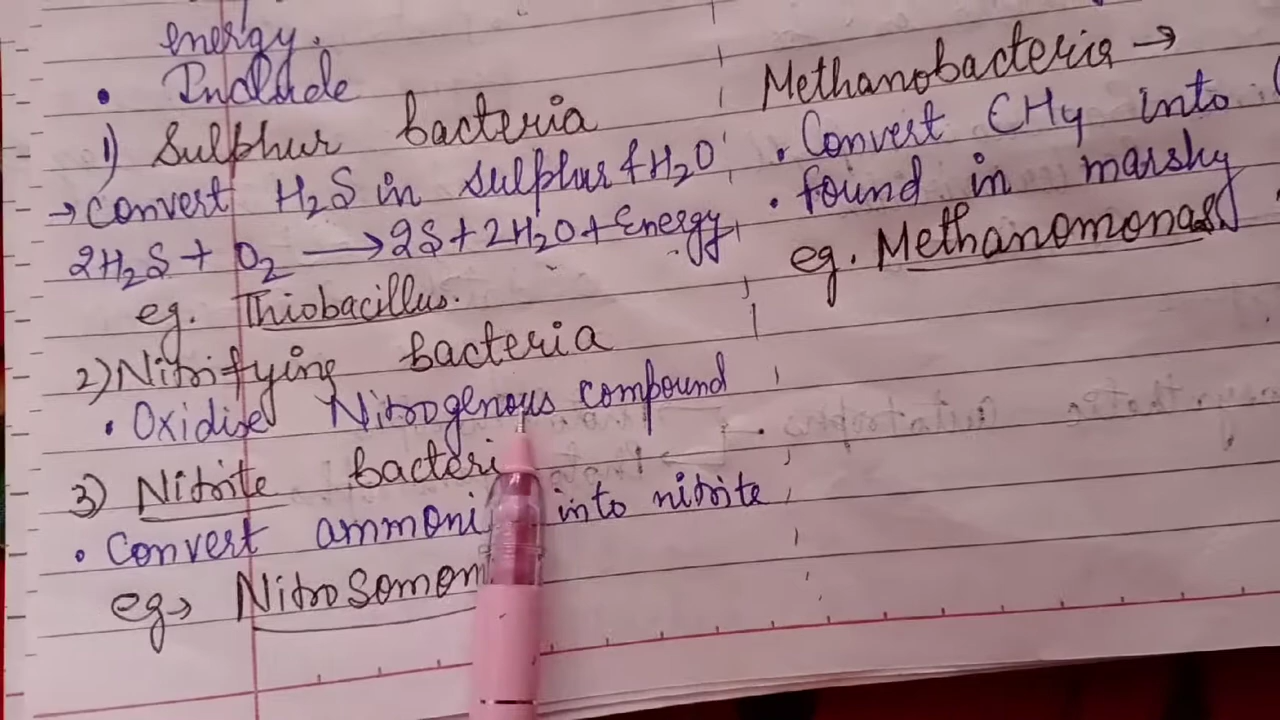 energy.
• Include
1) Sulphur bacteria
→ Convert H2S in sulphur + H2O
2H2S + O2 → 2S + 2H2O + Energy
eg. Thiobacillus.
2) Nitrifying bacteria
• Oxidise Nitrogenous compound
3) Nitrite bacteri
• Convert ammoni into nitrite
eg→ Nitrosomon
Methanobacteria →
• Convert CH4 into
• found in marshy
eg. Methanomonas